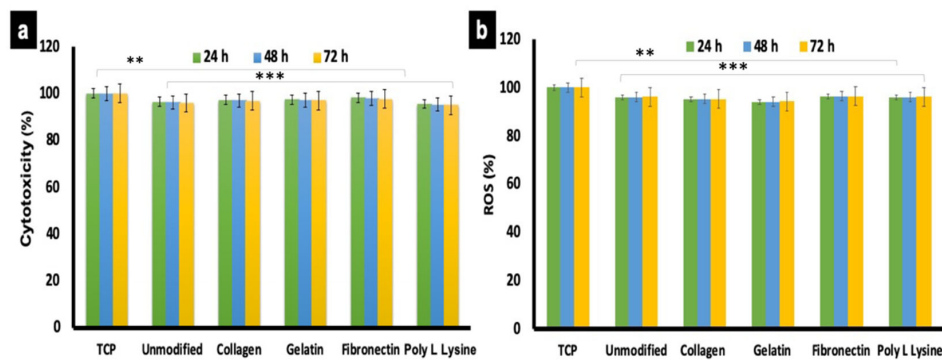 a
120
100
80
60
40
20
0
Cytotoxicity (%)
24 h 48 h 72 h
**
***
TCP Unmodified Collagen Gelatin Fibronectin Poly L Lysine
b
120
100
80
60
40
20
0
ROS (%)
24 h 48 h 72 h
**
***
TCP Unmodified Collagen Gelatin Fibronectin Poly L Lysine